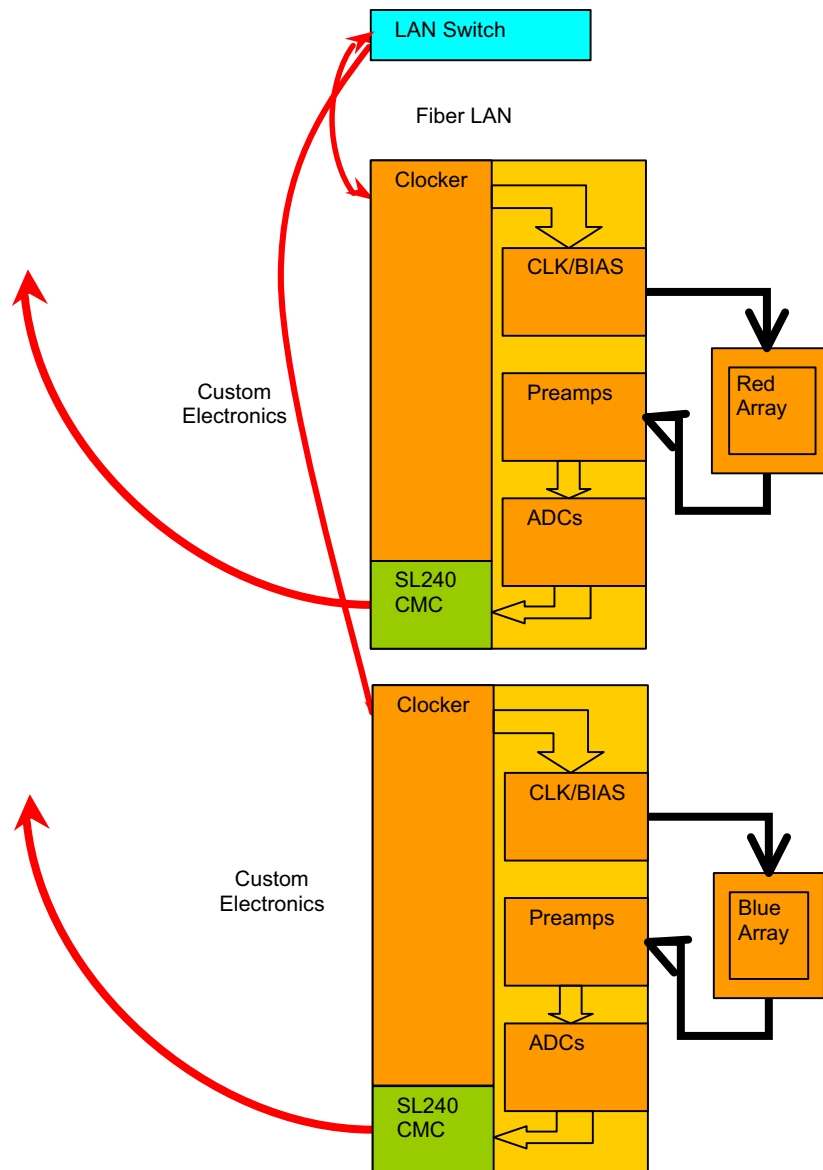 LAN Switch
Fiber LAN
Clocker
CLK/BIAS
Custom
Electronics
Preamps
Red
Array
ADCs
SL240
CMC
Clocker
CLK/BIAS
Custom
Electronics
Preamps
Blue
Array
ADCs
SL240
CMC